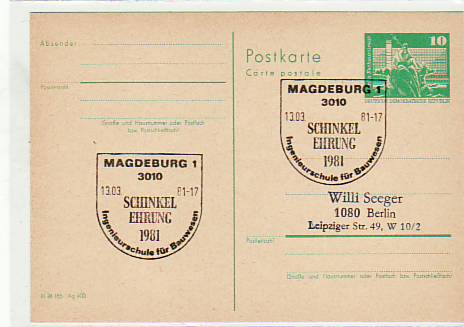 Absender
Postleitzahl
Straße und Hausnummer oder Postfach
bzw. Postschließfach
Postkarte
Carte postale
10
DEUTSCHE DEMOKRATISCHE REPUBLIK
MAGDEBURG 1
3010
13.03. 81-17
SCHINKEL
EHRUNG
1981
Ingenieurschule für Bauwesen
MAGDEBURG 1
3010
13.03. 81-17
SCHINKEL
EHRUNG
1981
Ingenieurschule für Bauwesen
Willi Seeger
1080 Berlin
Leipziger Str. 49, W 10/2
Postleitzahl
Straße und Hausnummer oder Postfach bzw. Postschließfach